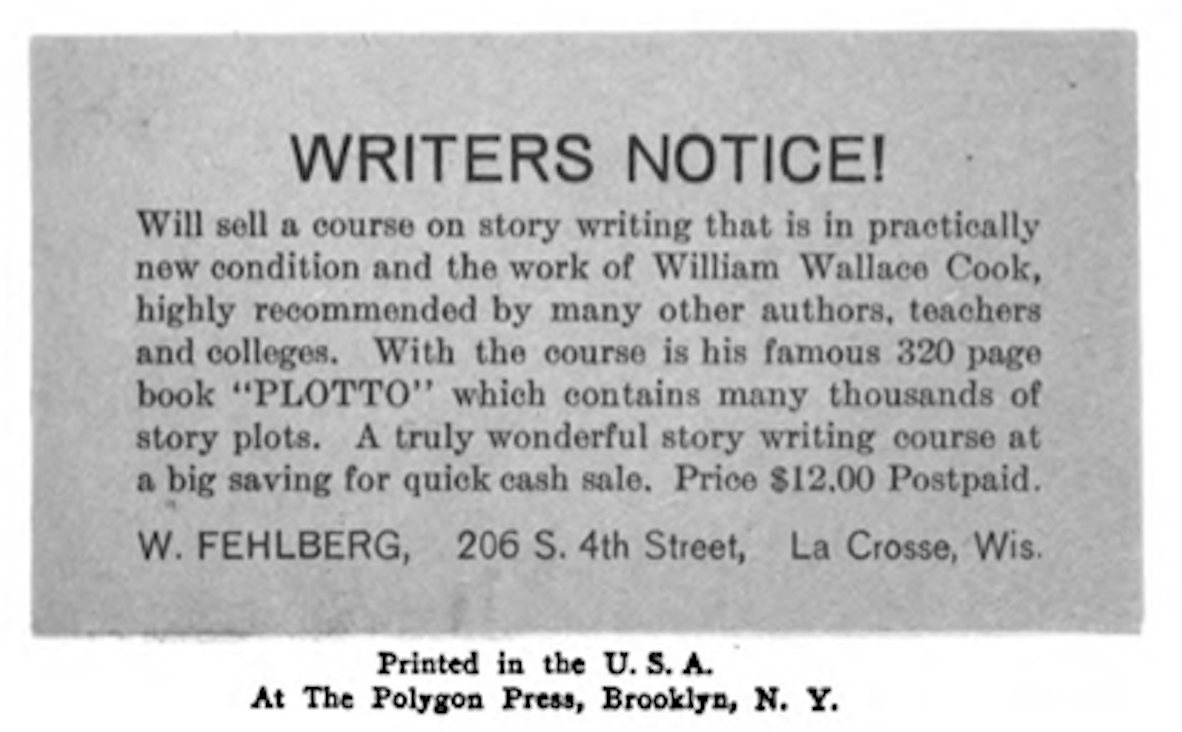 WRITERS NOTICE!
Will sell a course on story writing that is in practically
new condition and the work of William Wallace Cook,
highly recommended by many other authors, teachers
and colleges. With the course is his famous 320 page
book "PLOTTO" which contains many thousands of
story plots. A truly wonderful story writing course at
a big saving for quick cash sale. Price $12.00 Postpaid.
W. FEHLBERG, 206 S. 4th Street, La Crosse, Wis.
Printed in the U. S. A.
At The Polygon Press, Brooklyn, N. Y.